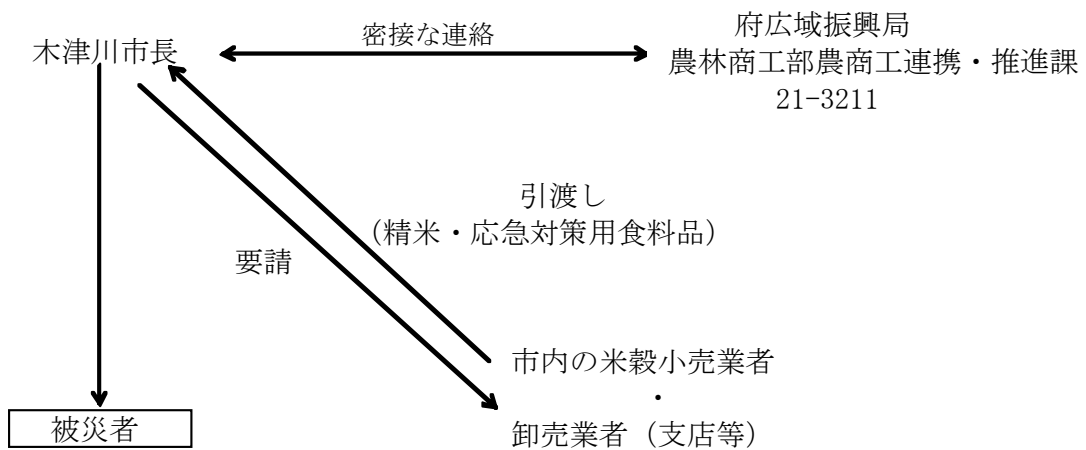 木津川市長
密接な連絡
府広域振興局
農林商工部農商工連携・推進課
21-3211
引渡し
(精米・応急対策用食料品)
要請
市内の米穀小売業者
・
卸売業者（支店等）
被災者